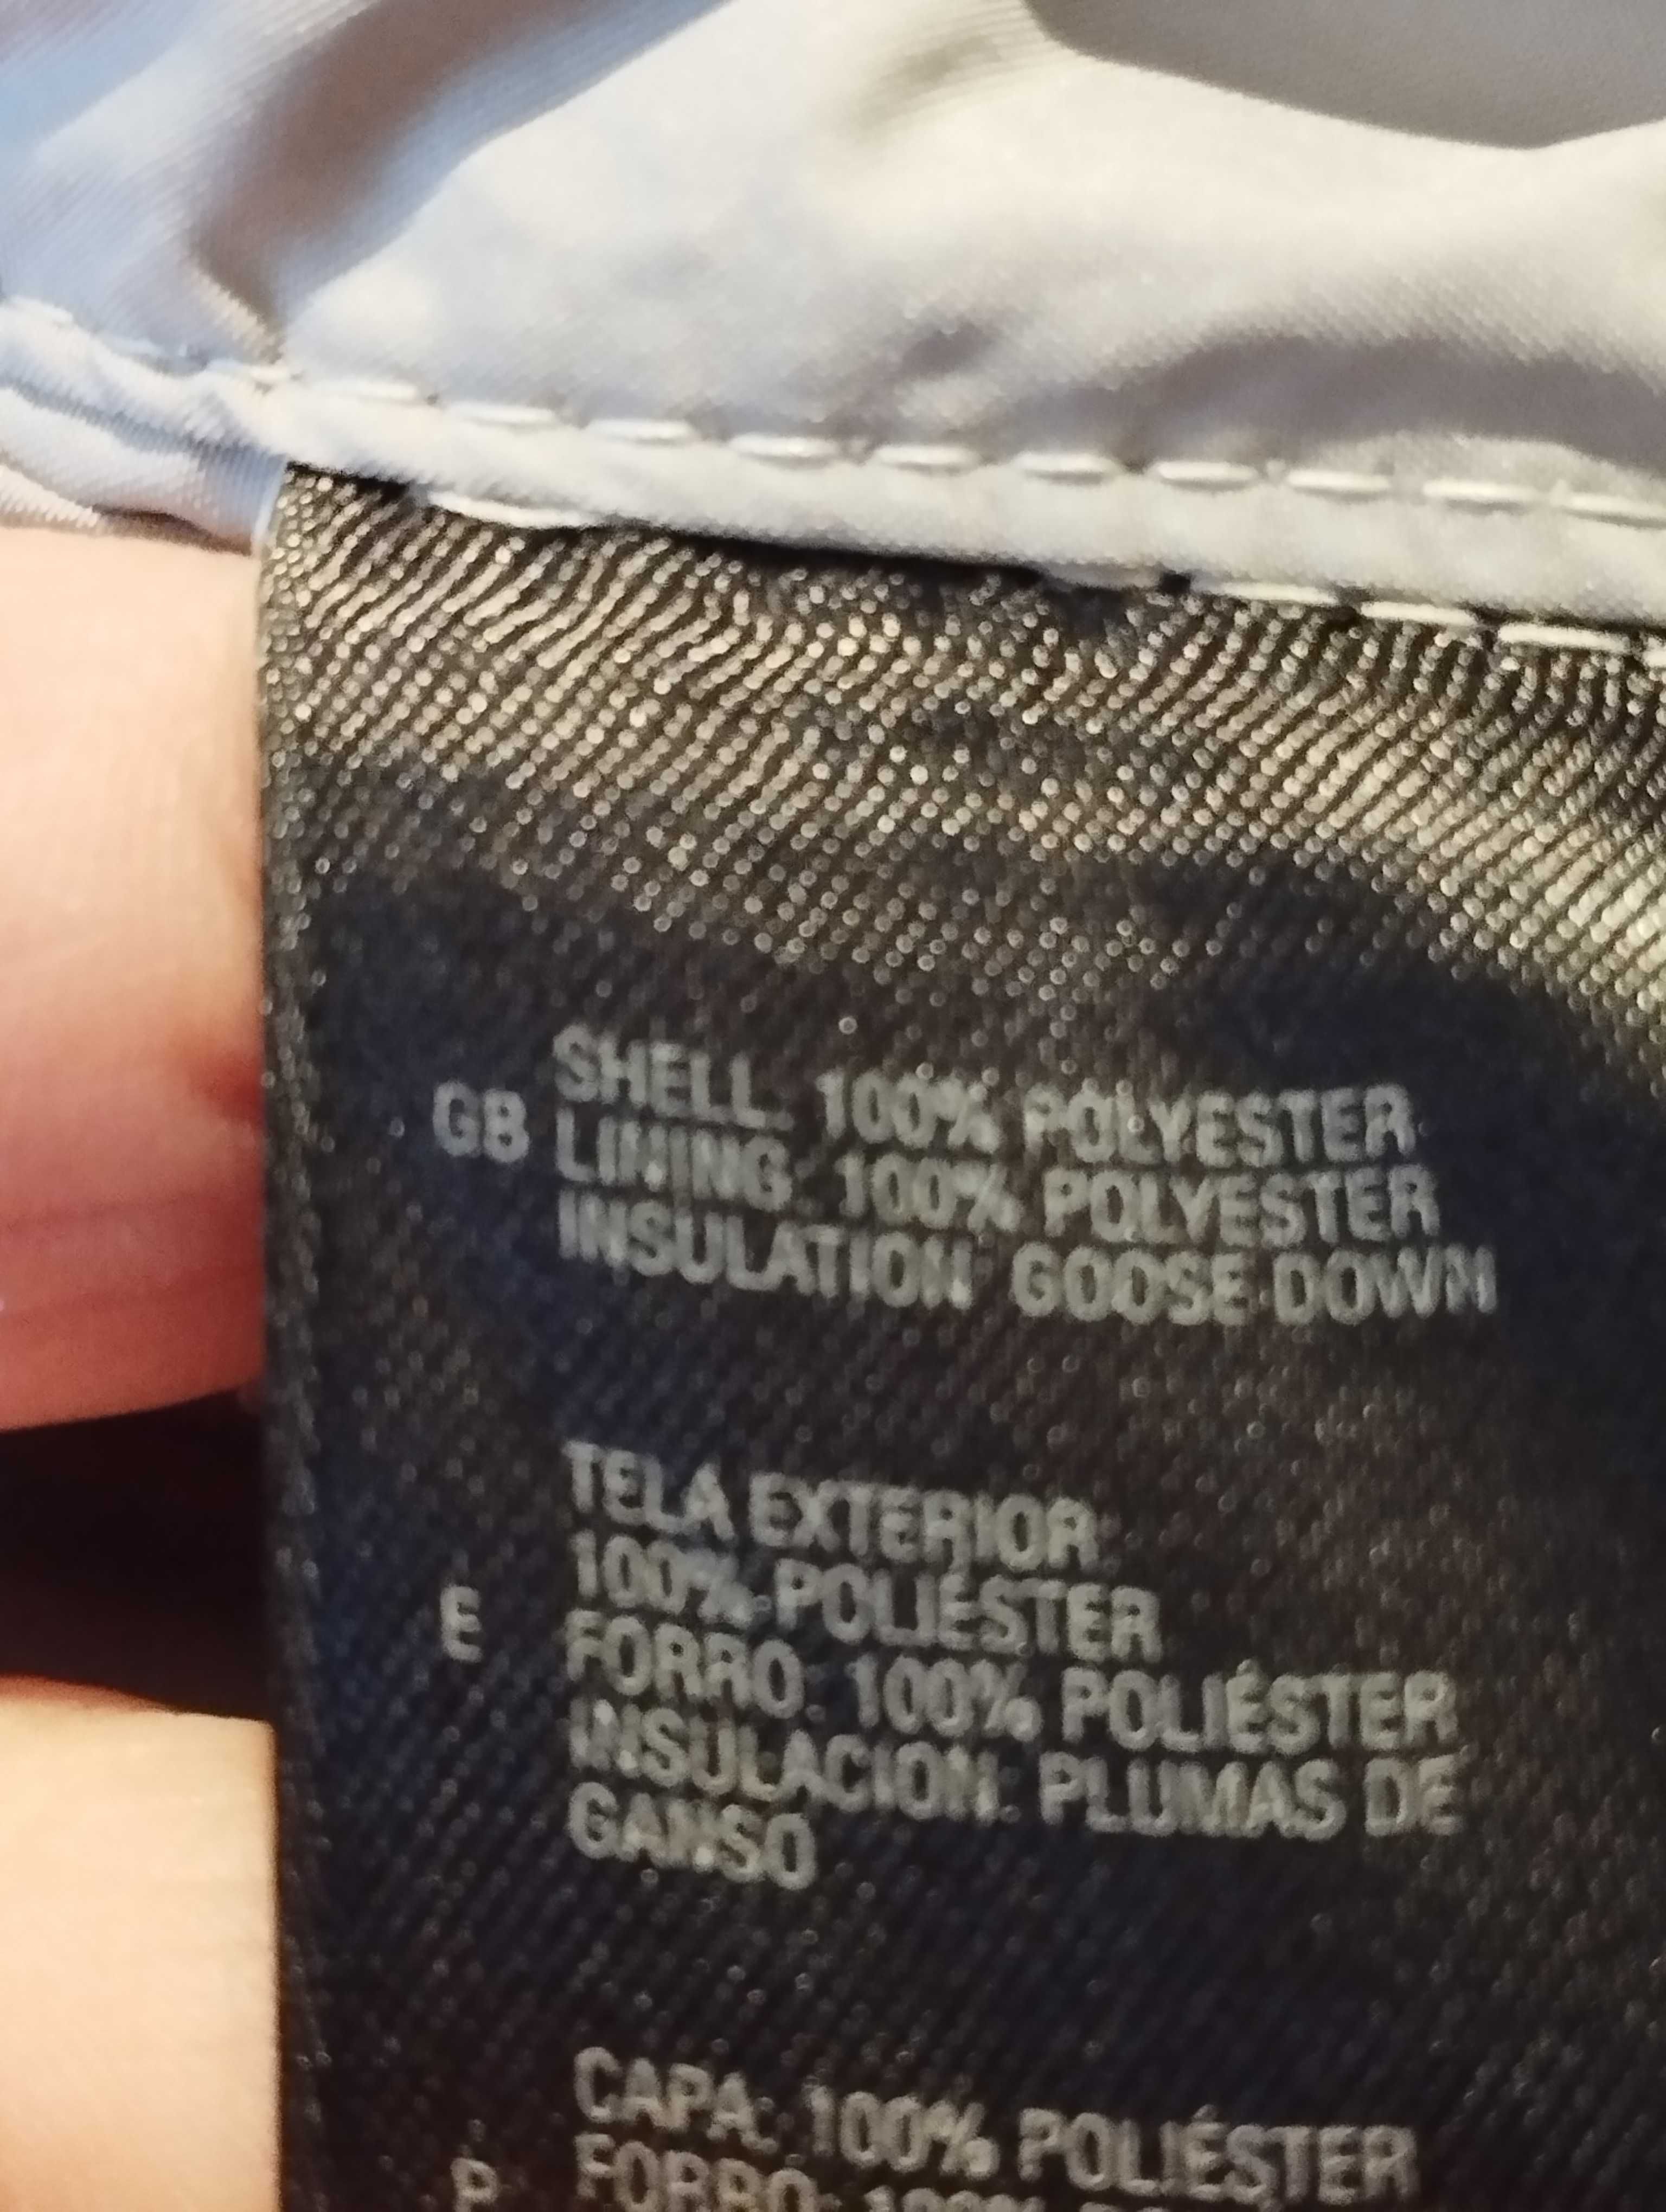 GB
SHELL: 100% POLYESTER
LINING: 100% POLYESTER
INSULATION: GOOSE DOWN
E
TELA EXTERIOR:
100% POLIÉSTER
FORRO: 100% POLIÉSTER
INSULACION: PLUMAS DE
GANSO
P
CAPA: 100% POLIÉSTER
FORRO: 100%